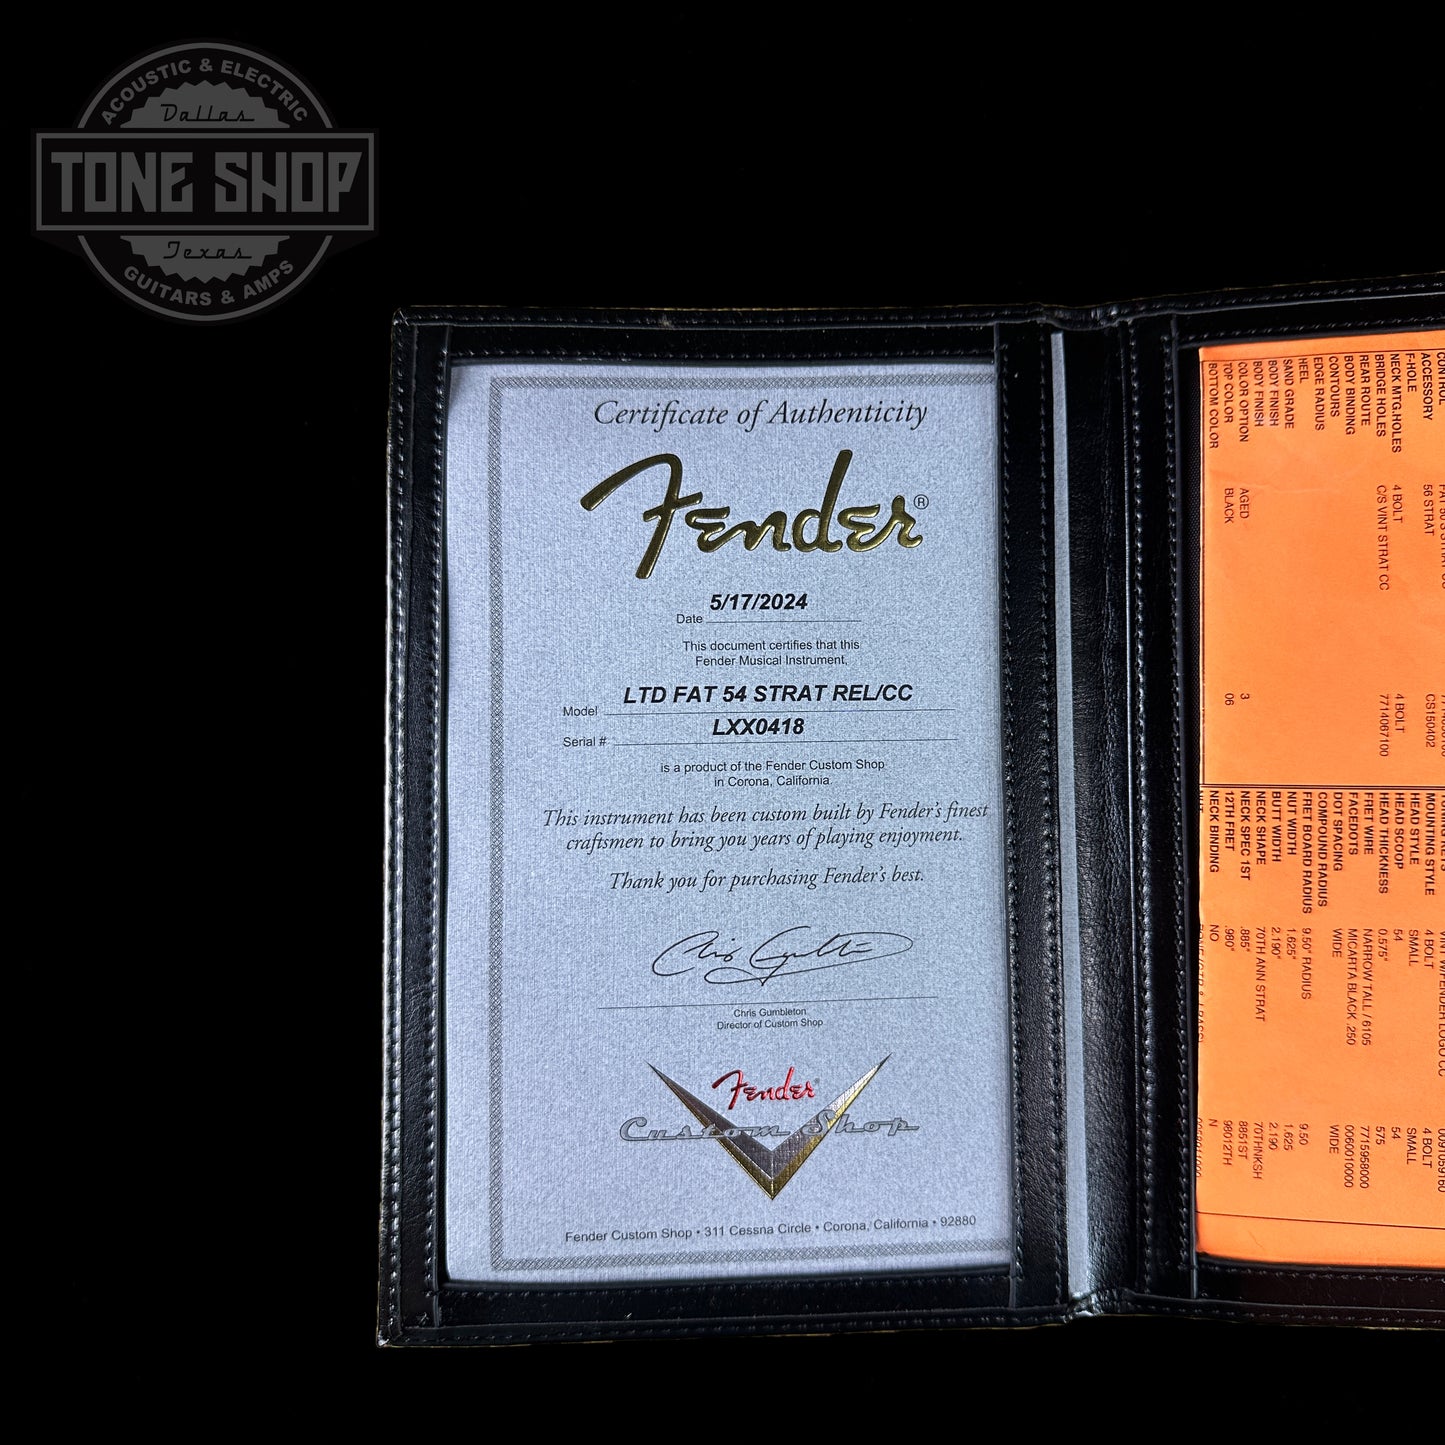 ACOUSTIC & ELECTRIC
Dallas
TONE SHOP
Texas
GUITARS & AMPS
Certificate of Authenticity
Fender®
5/17/2024
Date
This document certifies that this
Fender Musical Instrument,
LTD FAT 54 STRAT REL/CC
Model
LXX0418
Serial #
is a product of the Fender Custom Shop
in Corona, California.
This instrument has been custom built by Fender's finest
craftsmen to bring you years of playing enjoyment.
Thank you for purchasing Fender's best.
Chris Gumbleton
Director of Custom Shop
Fender®
Custom Shop
Fender Custom Shop • 311 Cessna Circle • Corona, California • 92880
CONTROL
ACCESSORY 56 STRAT CS150402
F-HOLE
NECK MTG.HOLES 4 BOLT 4 BOLT
BRIDGE HOLES C/S VINT STRAT CC 7714067100
REAR ROUTE
BODY BINDING
CONTOURS
EDGE RADIUS
HEEL
SAND GRADE
BODY FINISH
BODY FINISH
COLOR OPTION AGED 3
TOP COLOR BLACK 06
BOTTOM COLOR
MOUNTING STYLE 4 BOLT 4 BOLT
HEAD STYLE SMALL SMALL
HEAD SCOOP 54 54
HEAD THICKNESS 0.575" 575
FRET WIRE NARROW TALL / 6105 7715958000
FACEDOTS MICARTA BLACK .250 0060010000
DOT SPACING WIDE WIDE
COMPOUND RADIUS
FRET BOARD RADIUS 9.50" RADIUS 9.50
NUT WIDTH 1.625" 1.625
BUTT WIDTH 2.190" 2.190
NECK SHAPE 70TH ANN STRAT 70THNKSH
NECK SPEC 1ST .885" 8851ST
12TH FRET .980" 98012TH
NECK BINDING NO N